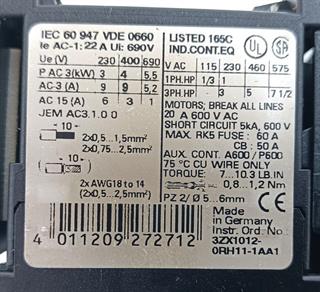 IEC 60 947 VDE 0660
Ie AC-1: 22 A Ui: 690V
Ue (V) 230 400 690
P AC 3(kW) 3 4 5,5
AC-3 (A) 9 9 5,2
AC 15 (A) 6 3 1
JEM AC3.1.0 0
10
2x0,5...1,5mm²
2x0,75...2,5mm²
10
2x AWG18 to 14
(2x0,5...2,5mm²)
LISTED 165C
IND.CONT.EQ
UL
SA
V AC 115 230 460 575
1PH.HP 1/3 1
3PH.HP 3 5 7 1/2
MOTORS; BREAK ALL LINES
20 A 600 V AC
SHORT CIRCUIT 5kA, 600 V
MAX. RK5 FUSE : 60 A
CB : 50 A
AUX. CONT. A600 / P600
75 °C CU WIRE ONLY
TORQUE: 7...10.3 LB.IN
0,8...1,2 Nm
PZ 2/ Ø 5...6mm
Made in
Germany
Instr. Ord. No.:
3ZX1012-
0RH11-1AA1
4 011209 272712